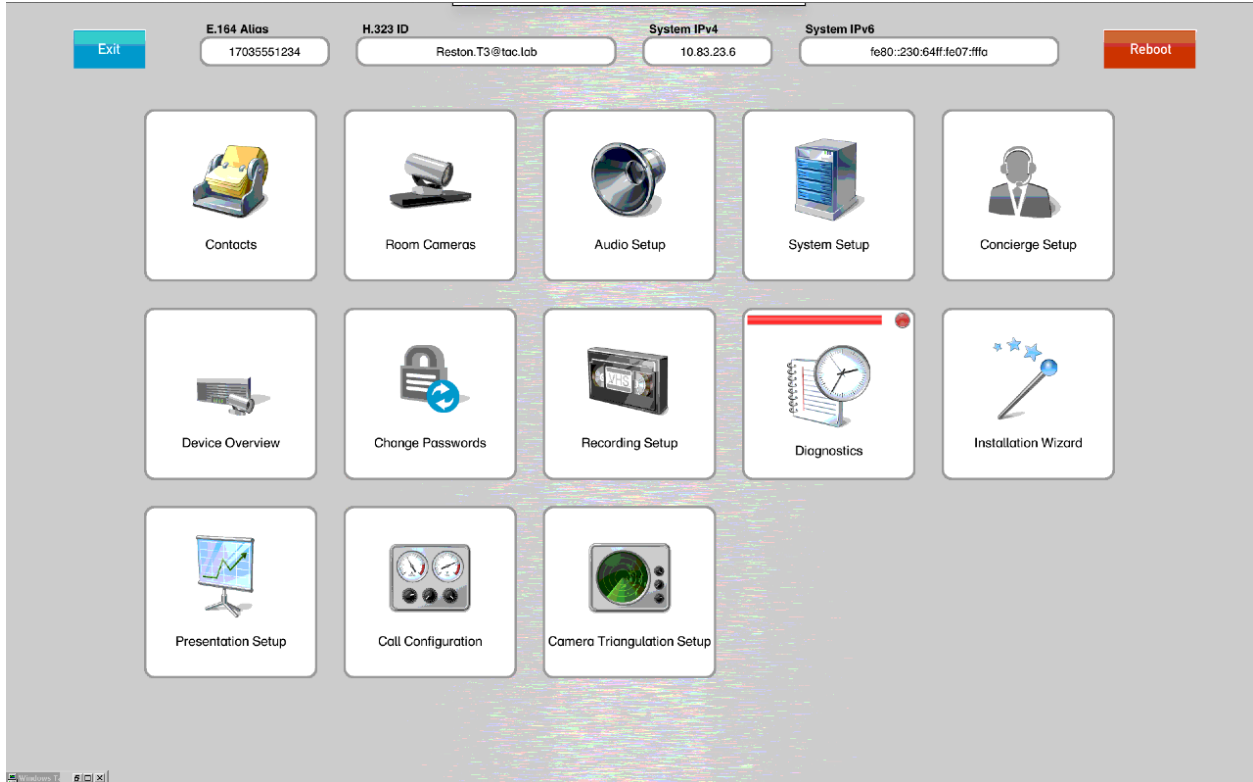 E.164 Alias
H.323 ID
System IPv4
System IPv6
Exit
17035551234
Reston.T3@tac.lab
10.83.23.6
fe80::230:64ff:fe07:fffa
Reboot
Contacts
Room Cameras
Audio Setup
System Setup
Concierge Setup
VHS
Device Overview
Change Passwords
Recording Setup
Diagnostics
Installation Wizard
Presentation Setup
Call Configuration
Camera Triangulation Setup
Windows T